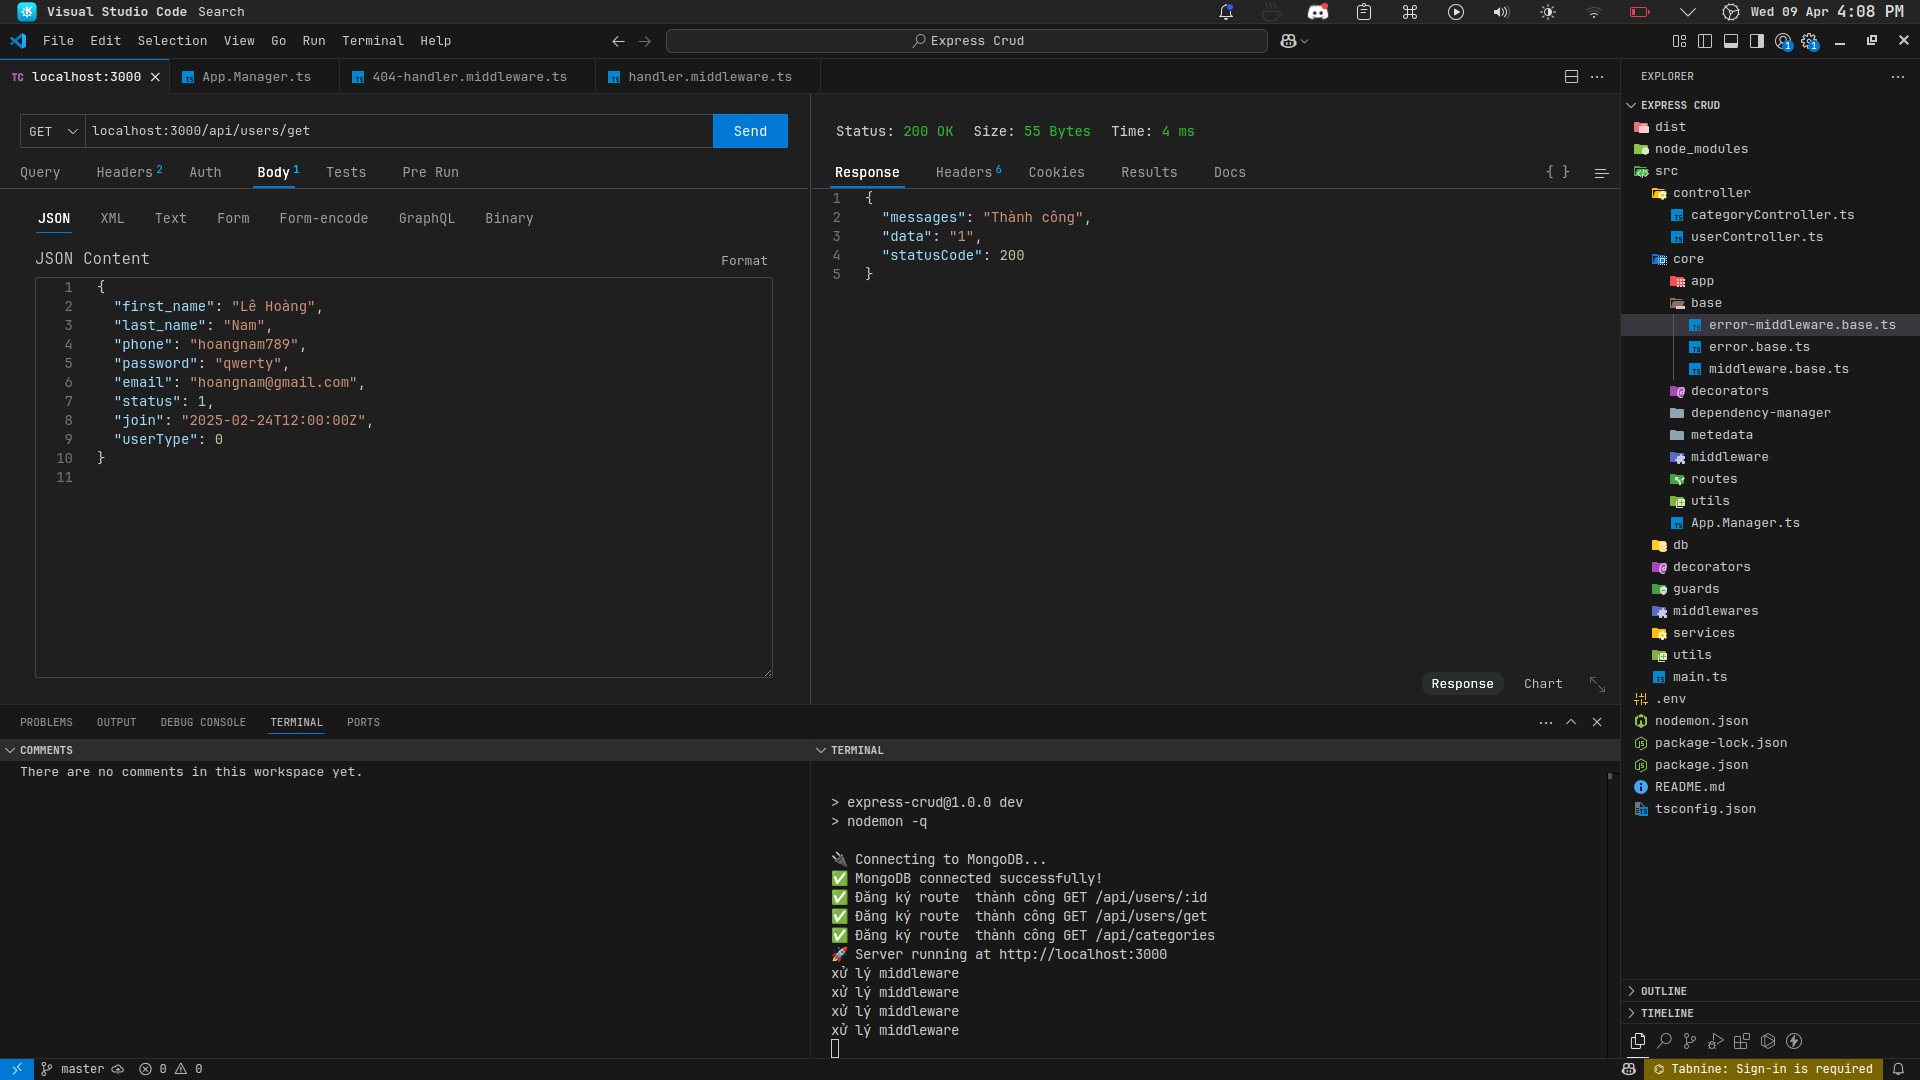 Visual Studio Code Search
Wed 09 Apr 4:08 PM
File Edit Selection View Go Run Terminal Help
Express Crud
TC localhost:3000
App.Manager.ts
404-handler.middleware.ts
handler.middleware.ts
GET
localhost:3000/api/users/get
Send
Query Headers 2 Auth Body 1 Tests Pre Run
JSON XML Text Form Form-encode GraphQL Binary
JSON Content
Format
1 {
2 "first_name": "Lê Hoàng",
3 "last_name": "Nam",
4 "phone": "hoangnam789",
5 "password": "qwerty",
6 "email": "hoangnam@gmail.com",
7 "status": 1,
8 "join": "2025-02-24T12:00:00Z",
9 "userType": 0
10 }
11
Status: 200 OK Size: 55 Bytes Time: 4 ms
Response Headers 6 Cookies Results Docs
{ }
1 {
2 "messages": "Thành công",
3 "data": "1",
4 "statusCode": 200
5 }
Response Chart
PROBLEMS OUTPUT DEBUG CONSOLE TERMINAL PORTS
COMMENTS
There are no comments in this workspace yet.
TERMINAL
> express-crud@1.0.0 dev
> nodemon -q
🔌 Connecting to MongoDB...
✅ MongoDB connected successfully!
✅ Đăng ký route  thành công GET /api/users/:id
✅ Đăng ký route  thành công GET /api/users/get
✅ Đăng ký route  thành công GET /api/categories
🚀 Server running at http://localhost:3000
xử lý middleware
xử lý middleware
xử lý middleware
xử lý middleware
EXPLORER
EXPRESS CRUD
dist
node_modules
src
controller
categoryController.ts
userController.ts
core
app
base
error-middleware.base.ts
error.base.ts
middleware.base.ts
decorators
dependency-manager
metedata
middleware
routes
utils
App.Manager.ts
db
decorators
guards
middlewares
services
utils
main.ts
.env
nodemon.json
package-lock.json
package.json
README.md
tsconfig.json
OUTLINE
TIMELINE
master
0 0
Tabnine: Sign-in is required